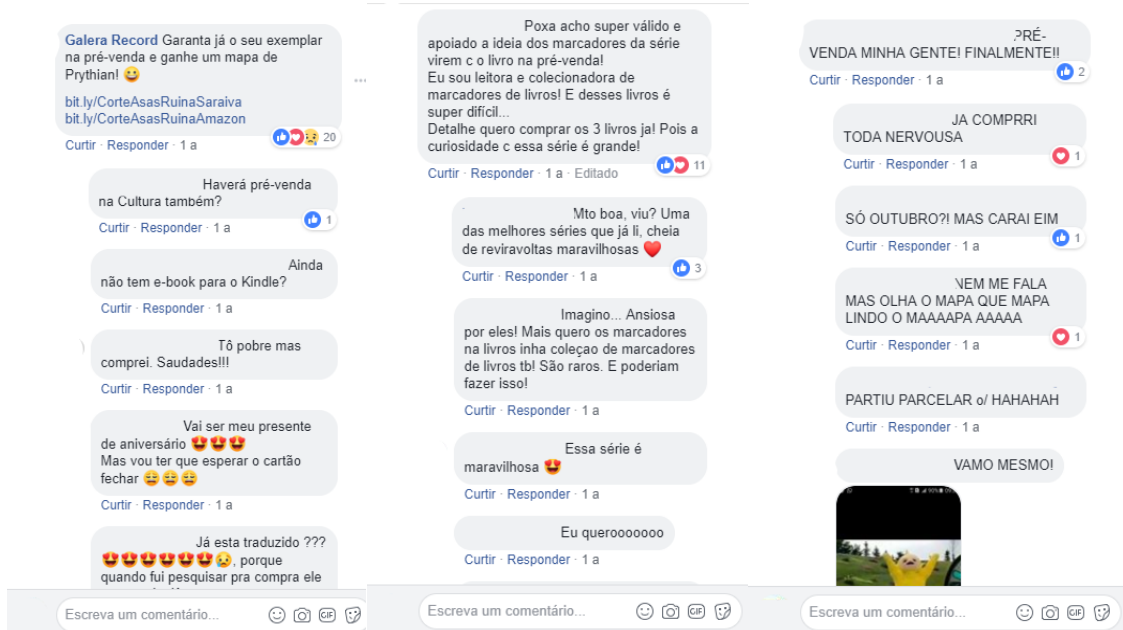 Galera Record Garanta já o seu exemplar
na pré-venda e ganhe um mapa de
Prythian! 😀
bit.ly/CorteAsasRuinaSaraiva
bit.ly/CorteAsasRuinaAmazon
20
Curtir · Responder · 1 a
Haverá pré-venda
na Cultura também?
1
Curtir · Responder · 1 a
Ainda
não tem e-book para o Kindle?
Curtir · Responder · 1 a
Tô pobre mas
comprei. Saudades!!!
Curtir · Responder · 1 a
Vai ser meu presente
de aniversário 😍😍😍
Mas vou ter que esperar o cartão
fechar 😩😩😩
Curtir · Responder · 1 a
Já esta traduzido ???
😍😍😍😍😍😍😢, porque
quando fui pesquisar pra compra ele
Escreva um comentário...
GIF
Poxa acho super válido e
apoiado a ideia dos marcadores da série
virem c o livro na pré-venda!
Eu sou leitora e colecionadora de
marcadores de livros! E desses livros é
super difícil...
Detalhe quero comprar os 3 livros ja! Pois a
curiosidade c essa série é grande!
11
Curtir · Responder · 1 a · Editado
Mto boa, viu? Uma
das melhores séries que já li, cheia
de reviravoltas maravilhosas ♥
3
Curtir · Responder · 1 a
Imagino... Ansiosa
por eles! Mais quero os marcadores
na livros inha coleçao de marcadores
de livros tb! São raros. E poderiam
fazer isso!
Curtir · Responder · 1 a
Essa série é
maravilhosa 😍
Curtir · Responder · 1 a
Eu querooooooo
Curtir · Responder · 1 a
Escreva um comentário...
GIF
PRÉ-
VENDA MINHA GENTE! FINALMENTE!!
2
Curtir · Responder · 1 a
JA COMPRRI
TODA NERVOUSA
1
Curtir · Responder · 1 a
SÓ OUTUBRO?! MAS CARAI EIM
1
Curtir · Responder · 1 a
NEM ME FALA
MAS OLHA O MAPA QUE MAPA
LINDO O MAAAAPA AAAAA
1
Curtir · Responder · 1 a
PARTIU PARCELAR o/ HAHAHAH
Curtir · Responder · 1 a
VAMO MESMO!
Escreva um comentário...
GIF